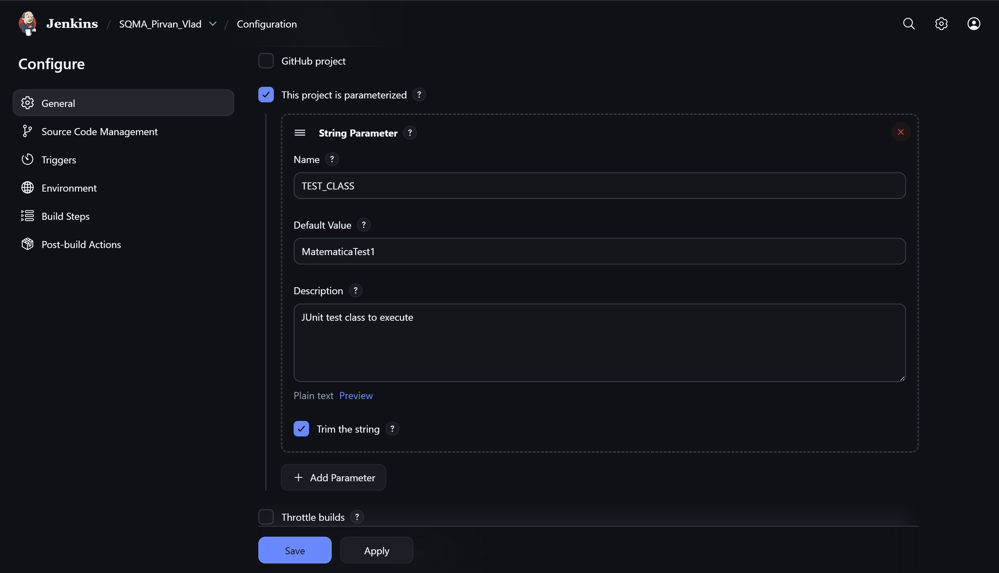 Jenkins / SQMA_Pirvan_Vlad / Configuration
Configure
General
Source Code Management
Triggers
Environment
Build Steps
Post-build Actions
GitHub project
This project is parameterized ?
String Parameter ?
Name ?
TEST_CLASS
Default Value ?
MatematicaTest1
Description ?
JUnit test class to execute
Plain text Preview
Trim the string ?
Add Parameter
Throttle builds ?
Save Apply